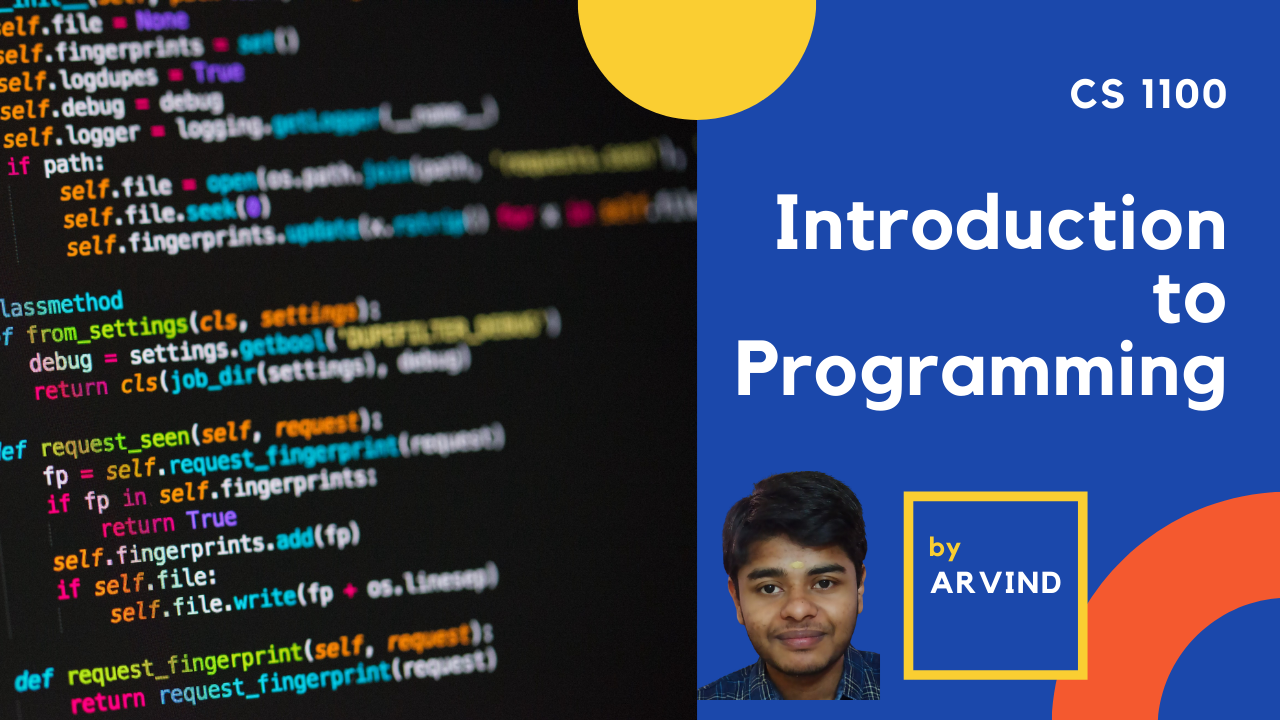 self.file = None
self.fingerprints = set()
self.logdupes = True
self.debug = debug
self.logger = logging.getLogger(__name__)
if path:
self.file = open(os.path.join(path, 'requests.seen'),
self.file.seek(0)
self.fingerprints.update(x.rstrip() for x in self.file
lassmethod
ef from_settings(cls, settings):
debug = settings.getbool('DUPEFILTER_DEBUG')
return cls(job_dir(settings), debug)
def request_seen(self, request):
fp = self.request_fingerprint(request)
if fp in self.fingerprints:
return True
self.fingerprints.add(fp)
if self.file:
self.file.write(fp + os.linesep)
def request_fingerprint(self, request):
return request_fingerprint(request)
CS 1100
Introduction
to
Programming
by
ARVIND